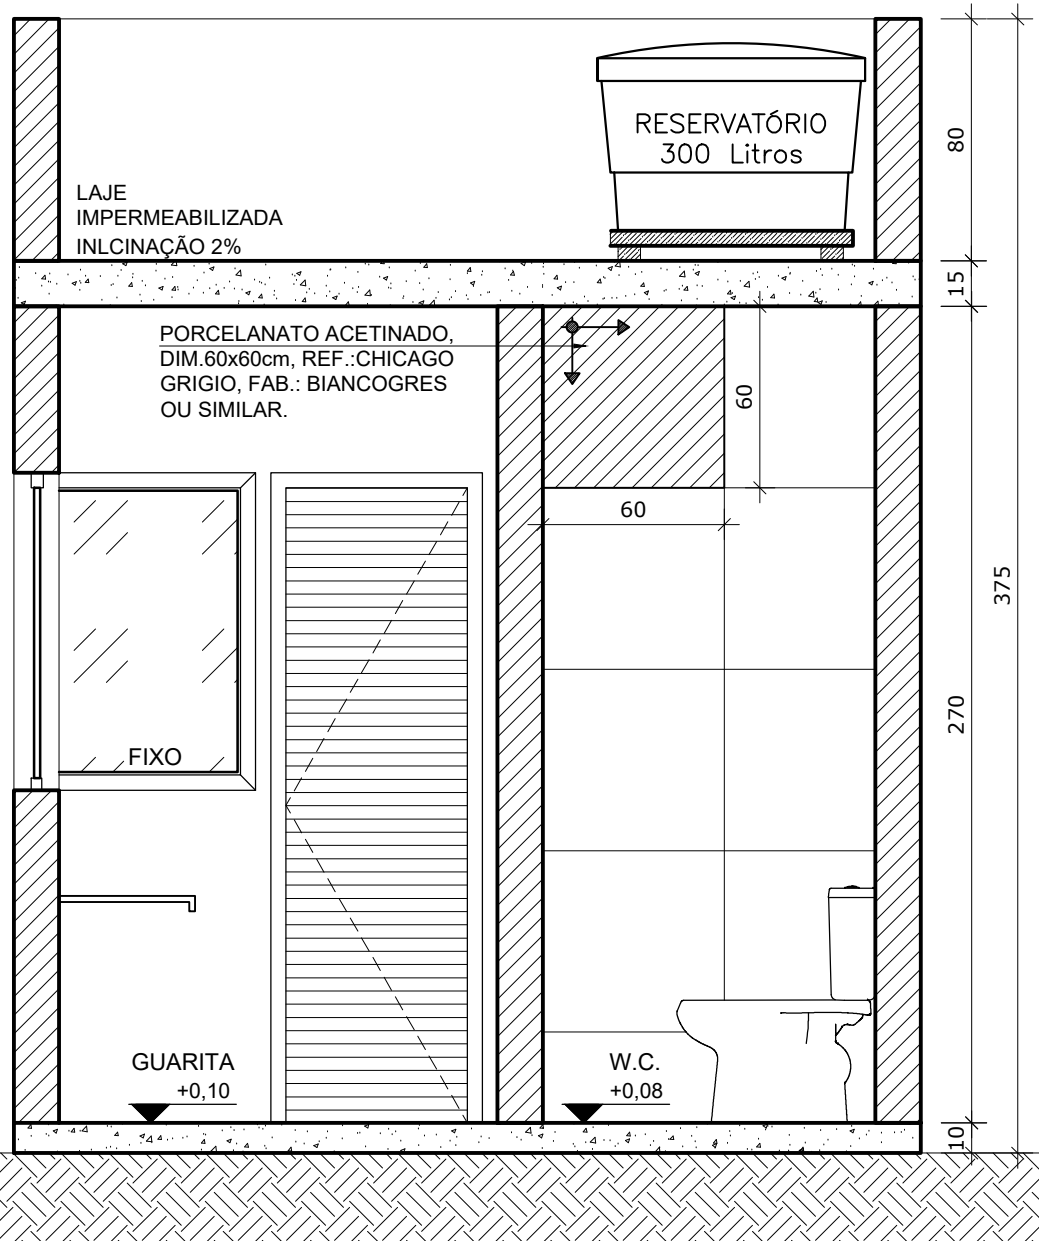 RESERVATÓRIO
300 Litros
80
LAJE
IMPERMEABILIZADA
INLCINAÇÃO 2%
15
PORCELANATO ACETINADO,
DIM.60x60cm, REF.:CHICAGO
GRIGIO, FAB.: BIANCOGRES
OU SIMILAR.
60
60
375
270
FIXO
GUARITA
+0,10
W.C.
+0,08
10